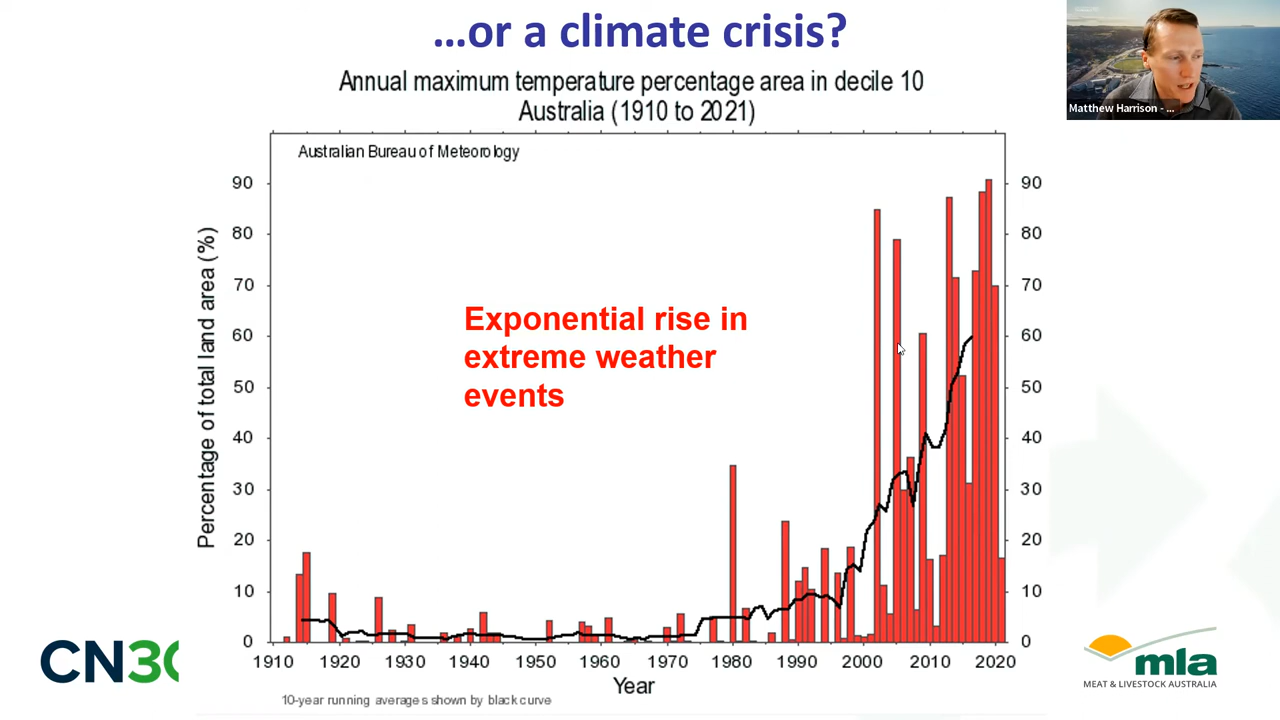 ...or a climate crisis?
Matthew Harrison - ...
Annual maximum temperature percentage area in decile 10
Australia (1910 to 2021)
Australian Bureau of Meteorology
Percentage of total land area (%)
90
80
70
60
50
40
30
20
10
0
90
80
70
60
50
40
30
20
10
0
Exponential rise in
extreme weather
events
1910 1920 1930 1940 1950 1960 1970 1980 1990 2000 2010 2020
Year
10-year running averages shown by black curve
CN30
mla
MEAT & LIVESTOCK AUSTRALIA